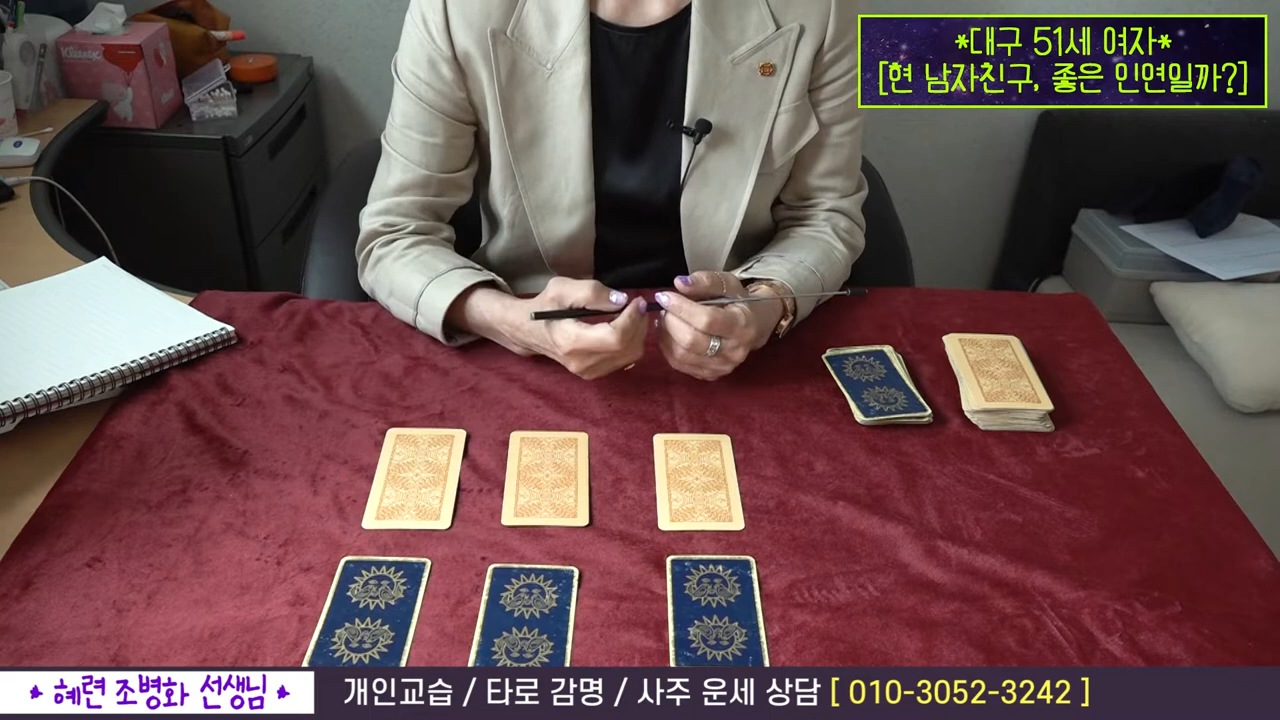 *대구 51세 여자*
[현 남자친구, 좋은 인연일까?]
Kleenex
* 혜련 조병화 선생님 *
개인교습 / 타로 감명 / 사주 운세 상담 [ 010-3052-3242 ]